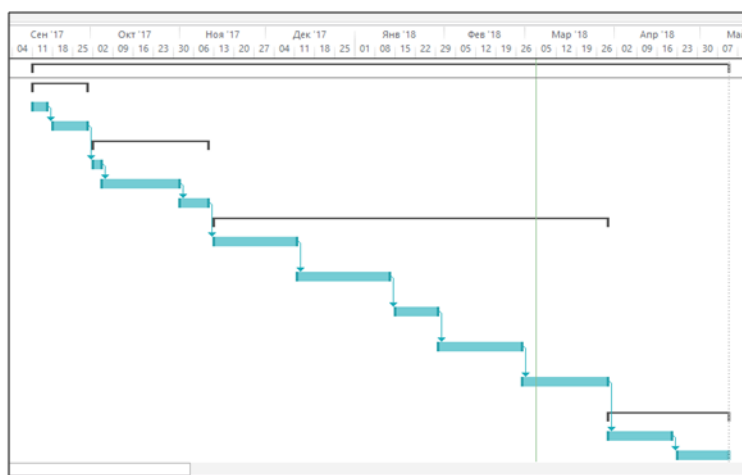 Сен '17 Окт '17 Ноя '17 Дек '17 Янв '18 Фев '18 Мар '18 Апр '18 Ма
04 11 18 25 02 09 16 23 30 06 13 20 27 04 11 18 25 01 08 15 22 29 05 12 19 26 05 12 19 26 02 09 16 23 30 07